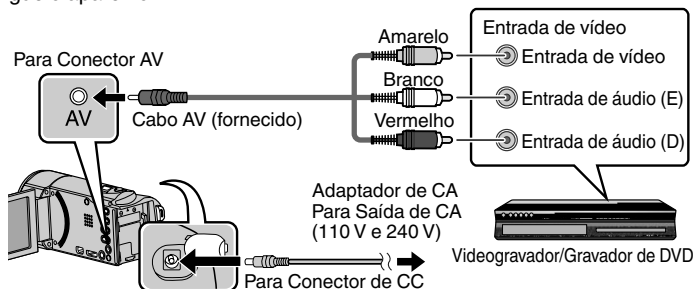 Amarelo
Entrada de vídeo
Para Conector AV
Entrada de vídeo
Branco
Entrada de áudio (E)
AV
Cabo AV (fornecido)
Vermelho
Entrada de áudio (D)
Adaptador de CA
Para Saída de CA
(110 V e 240 V)
Videogravador/Gravador de DVD
Para Conector de CC